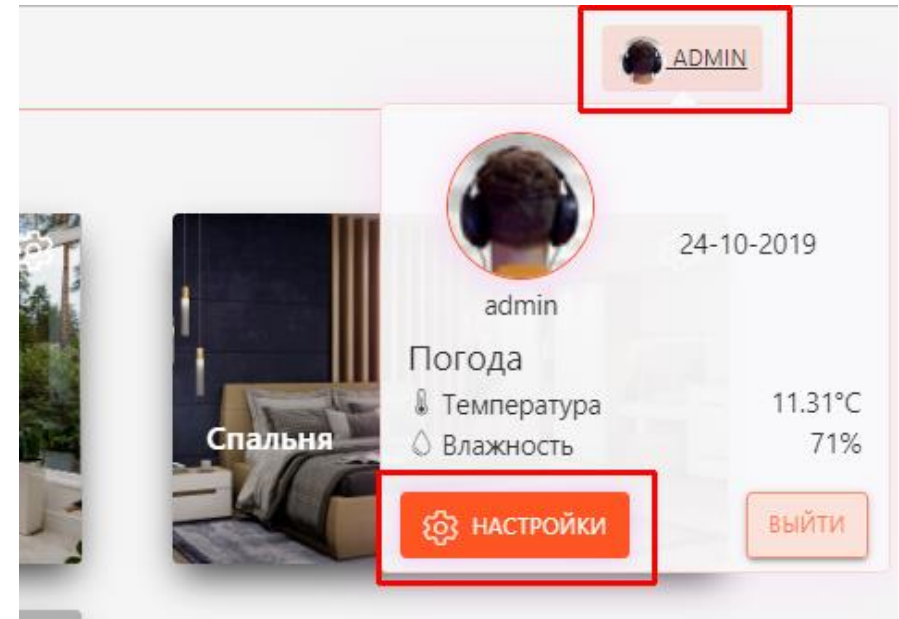 ADMIN
24-10-2019
admin
Погода
Температура 11.31°C
Влажность 71%
Спальня
НАСТРОЙКИ
ВЫЙТИ